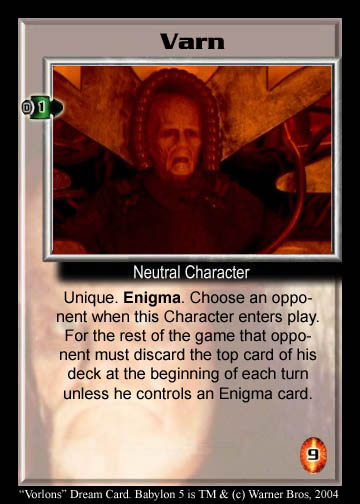 Varn
0 1
Neutral Character
Unique. Enigma. Choose an oppo-
nent when this Character enters play.
For the rest of the game that oppo-
nent must discard the top card of his
deck at the beginning of each turn
unless he controls an Enigma card.
9
“Vorlons” Dream Card. Babylon 5 is TM & (c) Warner Bros, 2004